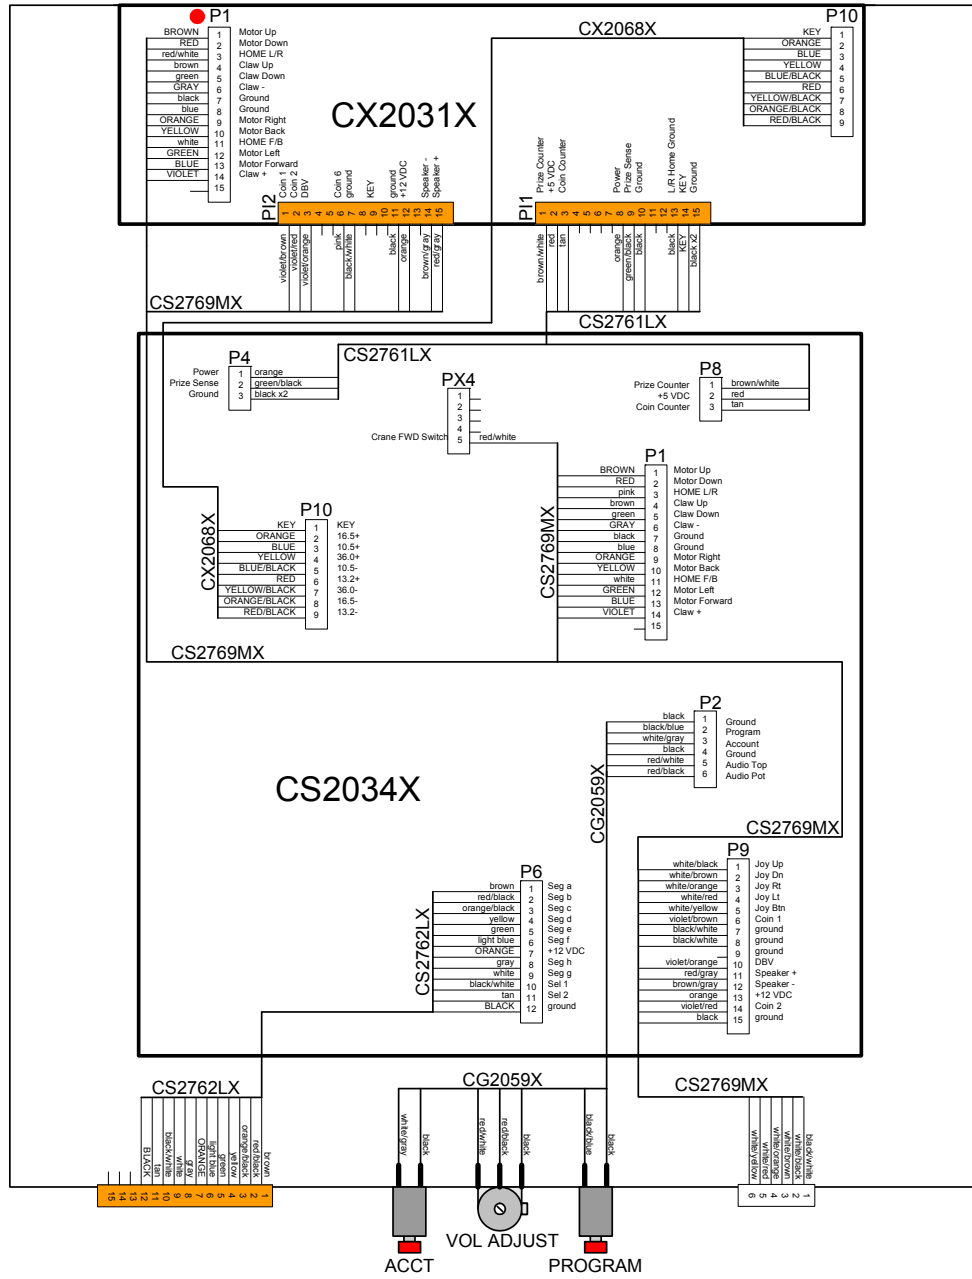 P1
BROWN 1 Motor Up
RED 2 Motor Down
red/white 3 HOME L/R
brown 4 Claw Up
green 5 Claw Down
GRAY 6 Claw -
black 7 Ground
blue 8 Ground
ORANGE 9 Motor Right
YELLOW 10 Motor Back
white 11 HOME F/B
GREEN 12 Motor Left
BLUE 13 Motor Forward
VIOLET 14 Claw +
15
CX2031X
CX2068X
P10
KEY 1
ORANGE 2
BLUE 3
YELLOW 4
BLUE/BLACK 5
RED 6
YELLOW/BLACK 7
ORANGE/BLACK 8
RED/BLACK 9
PI2
Coin 1 1 violet/brown
Coin 2 2 violet/red
DBV 3 violet/orange
4
5
Coin 6 6 pink
ground 7 black/white
8
KEY 9
10
ground 11 black
+12 VDC 12 orange
13
Speaker - 14 brown/gray
Speaker + 15 red/gray
PI1
Prize Counter 1 brown/white
+5 VDC 2 red
Coin Counter 3 tan
4
5
6
7
Power 8 orange
Prize Sense 9 green/black
Ground 10 black
11
12
L/R Home Ground 13 black
KEY 14 KEY
Ground 15 black x2
CS2769MX
CS2761LX
CS2761LX
P4
Power 1 orange
Prize Sense 2 green/black
Ground 3 black x2
PX4
1
2
3
4
Crane FWD Switch 5 red/white
P8
Prize Counter 1 brown/white
+5 VDC 2 red
Coin Counter 3 tan
P1
BROWN 1 Motor Up
RED 2 Motor Down
pink 3 HOME L/R
brown 4 Claw Up
green 5 Claw Down
GRAY 6 Claw -
black 7 Ground
blue 8 Ground
ORANGE 9 Motor Right
YELLOW 10 Motor Back
white 11 HOME F/B
GREEN 12 Motor Left
BLUE 13 Motor Forward
VIOLET 14 Claw +
15
CS2769MX
CX2068X
P10
KEY 1 KEY
ORANGE 2 16.5+
BLUE 3 10.5+
YELLOW 4 36.0+
BLUE/BLACK 5 10.5-
RED 6 13.2+
YELLOW/BLACK 7 36.0-
ORANGE/BLACK 8 16.5-
RED/BLACK 9 13.2-
CS2769MX
P2
black 1 Ground
black/blue 2 Program
white/gray 3 Account
black 4 Ground
red/white 5 Audio Top
red/black 6 Audio Pot
CG2059X
CS2034X
CS2769MX
P9
white/black 1 Joy Up
white/brown 2 Joy Dn
white/orange 3 Joy Rt
white/red 4 Joy Lt
white/yellow 5 Joy Btn
violet/brown 6 Coin 1
black/white 7 ground
black/white 8 ground
9 ground
violet/orange 10 DBV
red/gray 11 Speaker +
brown/gray 12 Speaker -
orange 13 +12 VDC
violet/red 14 Coin 2
black 15 ground
P6
brown 1 Seg a
red/black 2 Seg b
orange/black 3 Seg c
yellow 4 Seg d
green 5 Seg e
light blue 6 Seg f
ORANGE 7 +12 VDC
gray 8 Seg h
white 9 Seg g
black/white 10 Sel 1
tan 11 Sel 2
BLACK 12 ground
CS2762LX
CS2762LX
CG2059X
CS2769MX
15
14
13
BLACK 12
tan 11
black/white 10
white 9
gray 8
ORANGE 7
light blue 6
green 5
yellow 4
orange/black 3
red/black 2
brown 1
white/gray
black
red/white
red/black
black
black/blue
black
white/yellow 6
white/red 5
white/orange 4
white/brown 3
white/black 2
black/white 1
ACCT
VOL ADJUST
PROGRAM